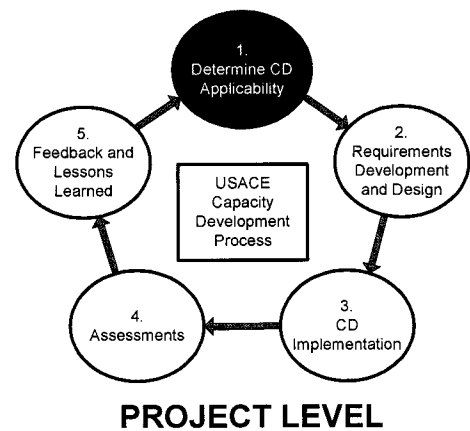 1.
Determine CD
Applicability
2.
Requirements
Development
and Design
3.
CD
Implementation
4.
Assessments
5.
Feedback and
Lessons
Learned
USACE
Capacity
Development
Process
PROJECT LEVEL